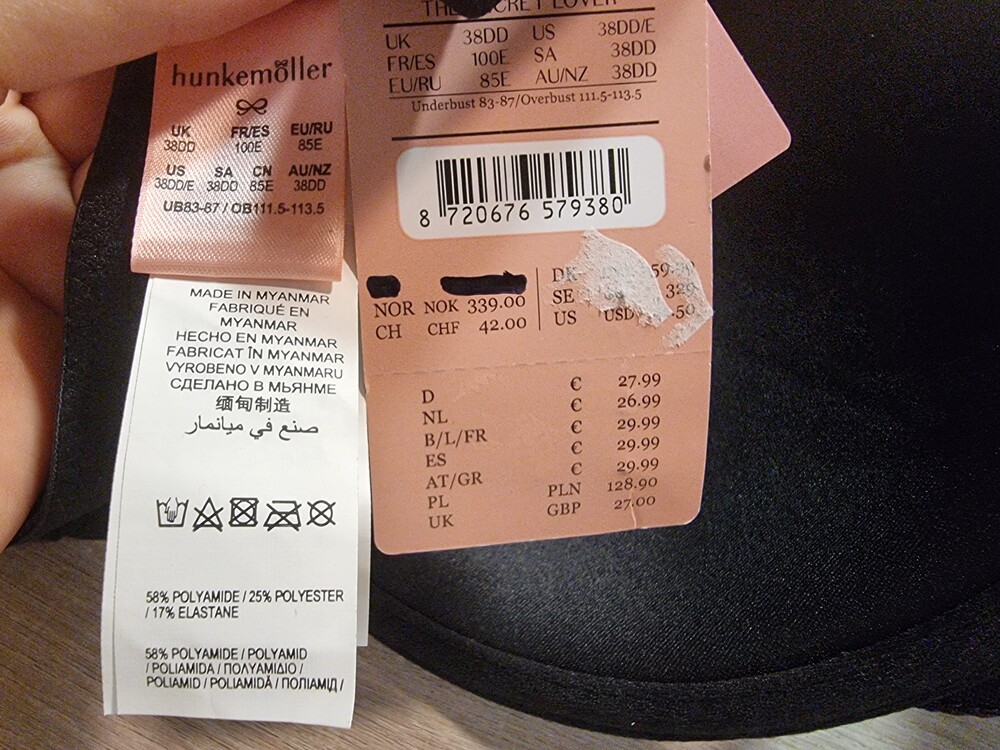 hunkemöller
UK FR/ES EU/RU
38DD 100E 85E
US SA CN AU/NZ
38DD/E 38DD 85E 38DD
UB83-87 / OB111.5-113.5
MADE IN MYANMAR
FABRIQUÉ EN
MYANMAR
HECHO EN MYANMAR
FABRICAT ÎN MYANMAR
VYROBENO V MYANMARU
СДЕЛАНО В МЬЯНМЕ
缅甸制造
صنع في ميانمار
58% POLYAMIDE / 25% POLYESTER
/ 17% ELASTANE
58% POLYAMIDE / POLYAMID
/ POLIAMIDA / ΠΟΛΥΑΜΙΔΙΟ /
POLIAMID / POLIAMIDĂ / ПОЛІАМІД /
UK 38DD US 38DD/E
FR/ES 100E SA 38DD
EU/RU 85E AU/NZ 38DD
Underbust 83-87/Overbust 111.5-113.5
8 720676 579380
NOR NOK 339.00
CH CHF 42.00
DK
SE
US USD
D € 27.99
NL € 26.99
B/L/FR € 29.99
ES € 29.99
AT/GR € 29.99
PL PLN 128.90
UK GBP 27.00